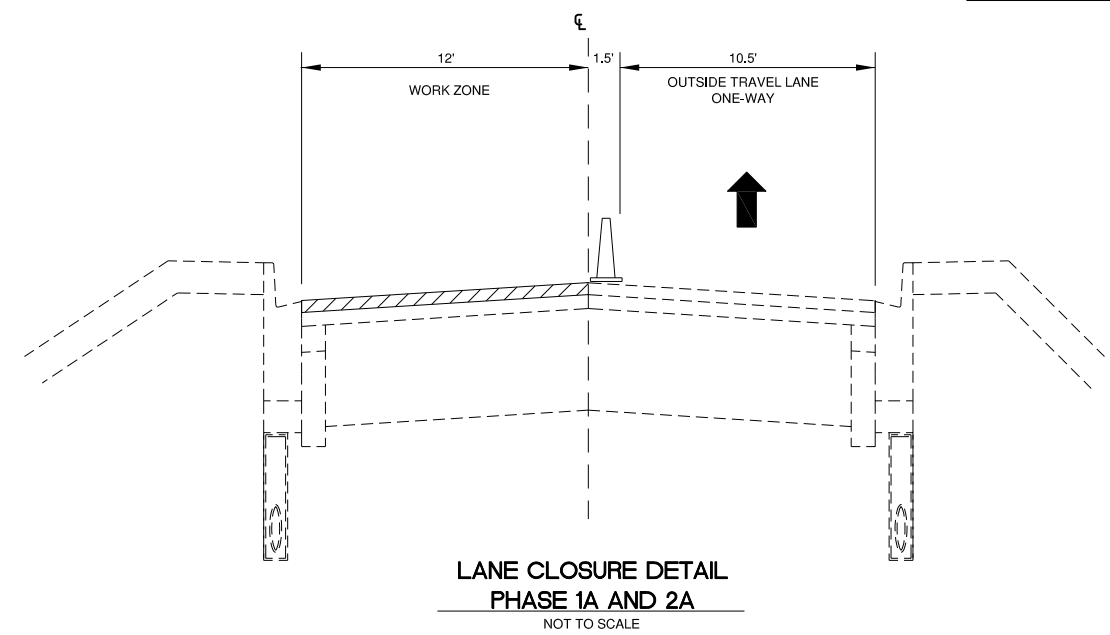 ℄
12' 1.5' 10.5'
WORK ZONE
OUTSIDE TRAVEL LANE
ONE-WAY
LANE CLOSURE DETAIL
PHASE 1A AND 2A
NOT TO SCALE